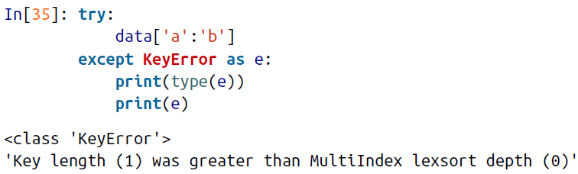 In[35]: try:
data['a':'b']
except KeyError as e:
print(type(e))
print(e)
<class 'KeyError'>
'Key length (1) was greater than MultiIndex lexsort depth (0)'